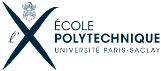 l'X
ÉCOLE
POLYTECHNIQUE
UNIVERSITÉ PARIS-SACLAY